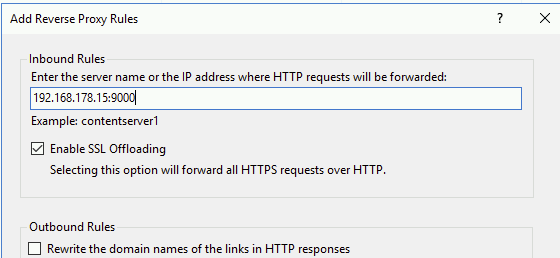 Add Reverse Proxy Rules
Inbound Rules
Enter the server name or the IP address where HTTP requests will be forwarded:
192.168.178.15:9000
Example: contentserver1
Enable SSL Offloading
Selecting this option will forward all HTTPS requests over HTTP.
Outbound Rules
Rewrite the domain names of the links in HTTP responses